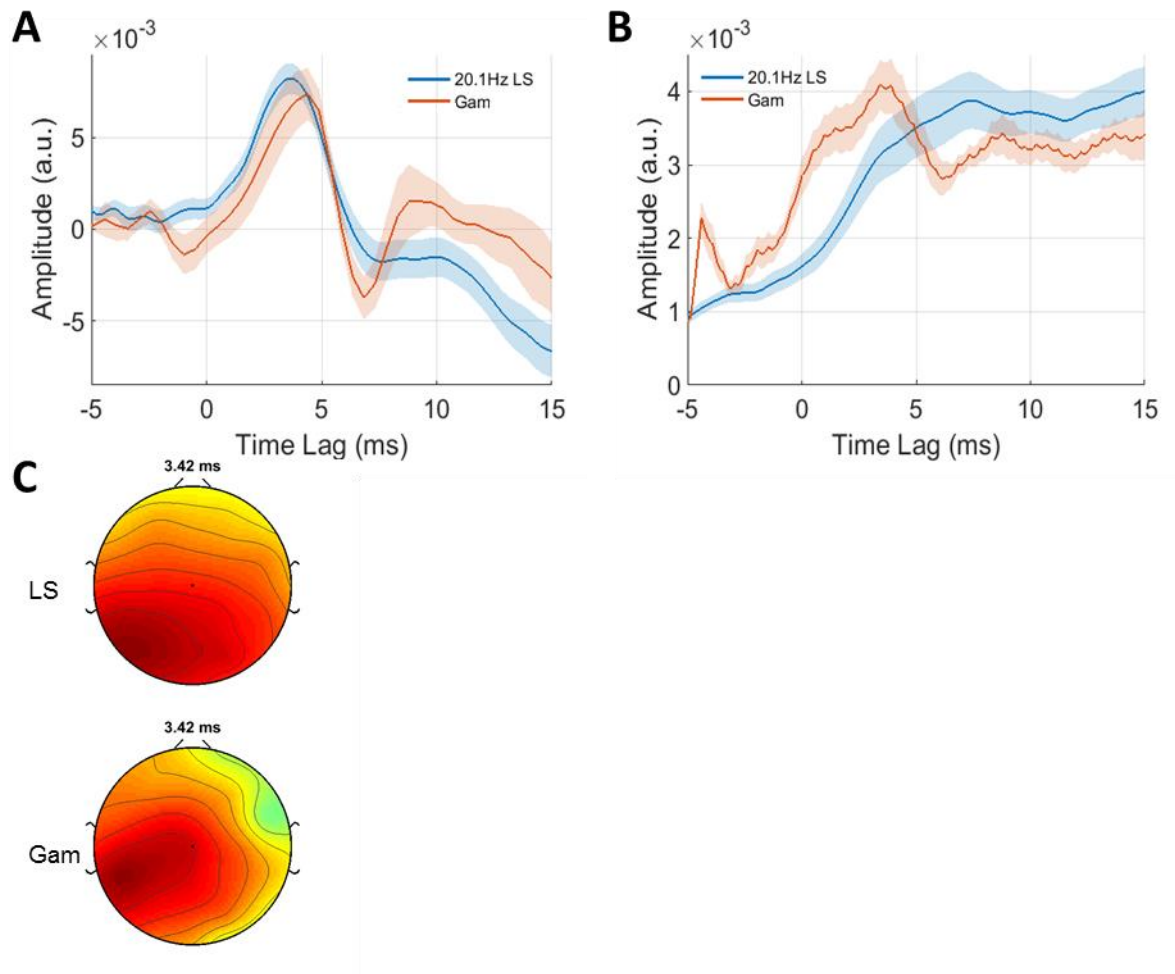 A
×10⁻³
20.1Hz LS
Gam
5
0
-5
Amplitude (a.u.)
-5
0
5
10
15
Time Lag (ms)
B
×10⁻³
20.1Hz LS
Gam
4
3
2
1
0
Amplitude (a.u.)
-5
0
5
10
15
Time Lag (ms)
C
3.42 ms
LS
3.42 ms
Gam